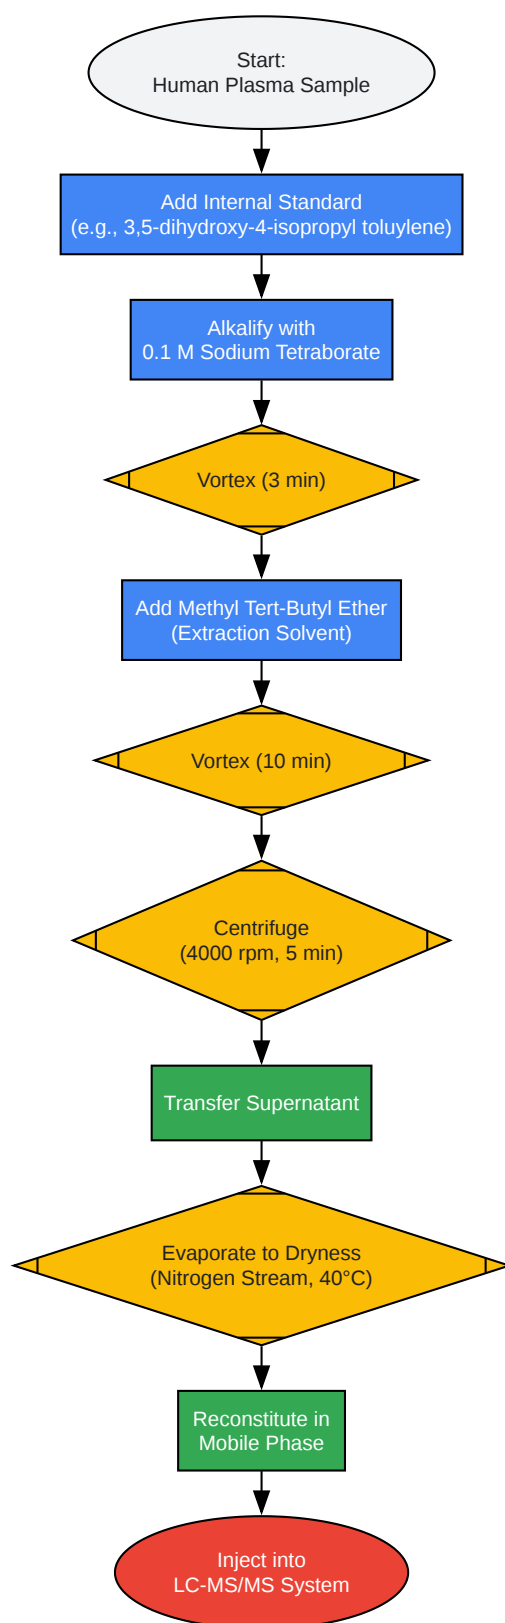 Start:
Human Plasma Sample
Add Internal Standard
(e.g., 3,5-dihydroxy-4-isopropyl toluylene)
Alkalify with
0.1 M Sodium Tetraborate
Vortex (3 min)
Add Methyl Tert-Butyl Ether
(Extraction Solvent)
Vortex (10 min)
Centrifuge
(4000 rpm, 5 min)
Transfer Supernatant
Evaporate to Dryness
(Nitrogen Stream, 40°C)
Reconstitute in
Mobile Phase
Inject into
LC-MS/MS System